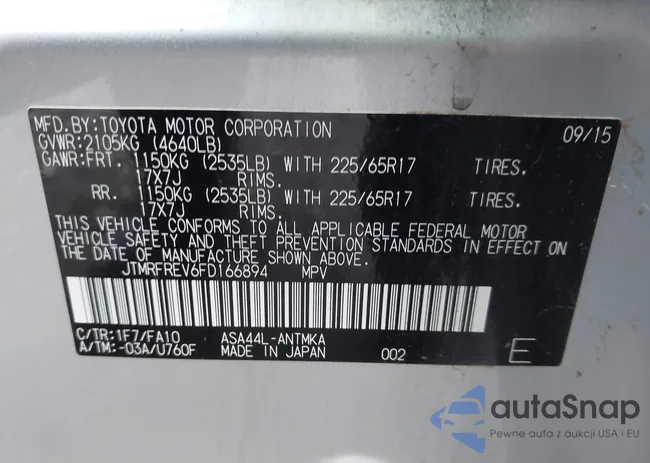 MFD.BY:TOYOTA MOTOR CORPORATION 09/15
GVWR:2105KG (4640LB)
GAWR:FRT. 1150KG (2535LB) WITH 225/65R17 TIRES.
17X7J RIMS.
RR. 1150KG (2535LB) WITH 225/65R17 TIRES.
17X7J RIMS.
THIS VEHICLE CONFORMS TO ALL APPLICABLE FEDERAL MOTOR
VEHICLE SAFETY AND THEFT PREVENTION STANDARDS IN EFFECT ON
THE DATE OF MANUFACTURE SHOWN ABOVE.
JTMRFREV6FD166894 MPV
C/TR:1F7/FA10 ASA44L-ANTMKA
A/TM:-03A/U760F MADE IN JAPAN 002 E
autaSnap
Pewne auta z aukcji USA i EU